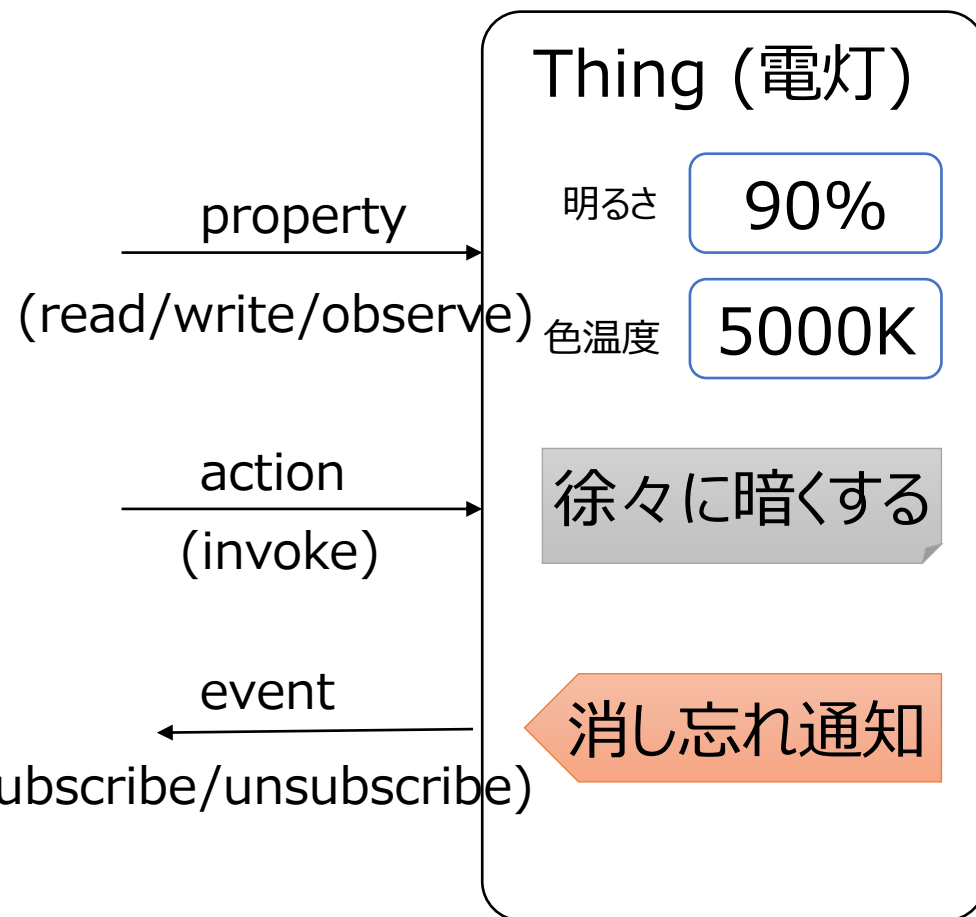 Thing (電灯)
property
明るさ
90%
(read/write/observe)
色温度
5000K
action
(invoke)
徐々に暗くする
event
消し忘れ通知
ubscribe/unsubscribe)